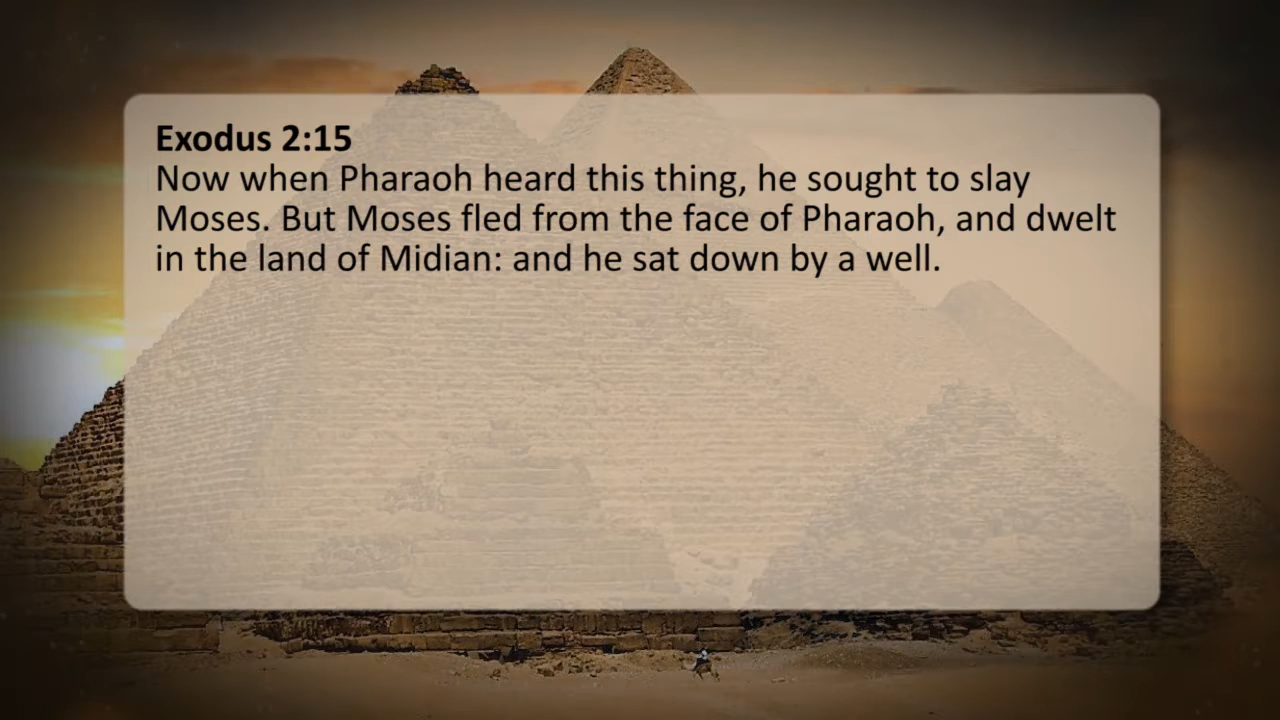 Exodus 2:15
Now when Pharaoh heard this thing, he sought to slay
Moses. But Moses fled from the face of Pharaoh, and dwelt
in the land of Midian: and he sat down by a well.